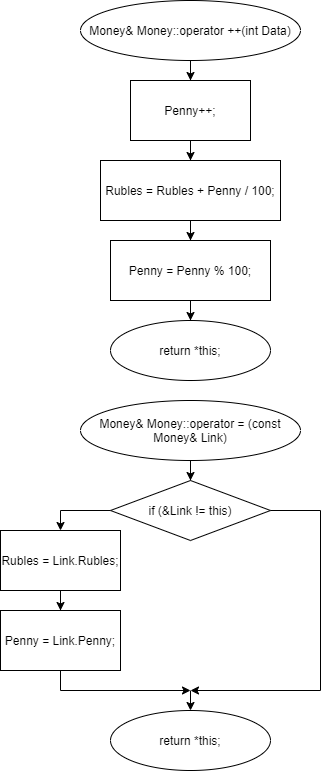 Money& Money::operator ++(int Data)
Penny++;
Rubles = Rubles + Penny / 100;
Penny = Penny % 100;
return *this;
Money& Money::operator = (const
Money& Link)
if (&Link != this)
Rubles = Link.Rubles;
Penny = Link.Penny;
return *this;